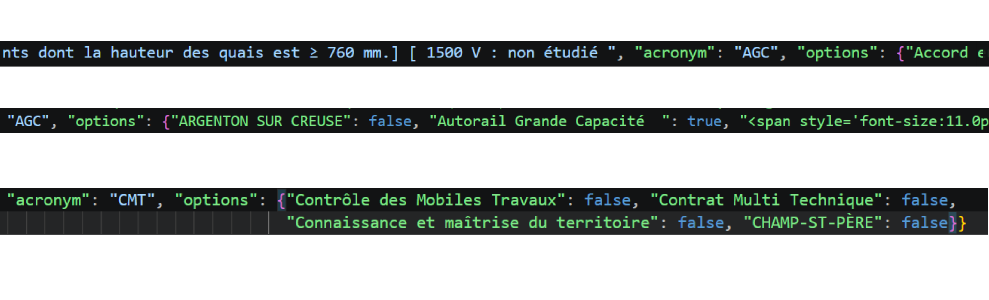 nts dont la hauteur des quais est ≥ 760 mm.] [ 1500 V : non étudié ", "acronym": "AGC", "options": {"Accord e
"AGC", "options": {"ARGENTON SUR CREUSE": false, "Autorail Grande Capacité  ": true, "<span style='font-size:11.0p
"acronym": "CMT", "options": {"Contrôle des Mobiles Travaux": false, "Contrat Multi Technique": false,
"Connaissance et maîtrise du territoire": false, "CHAMP-ST-PÈRE": false}}